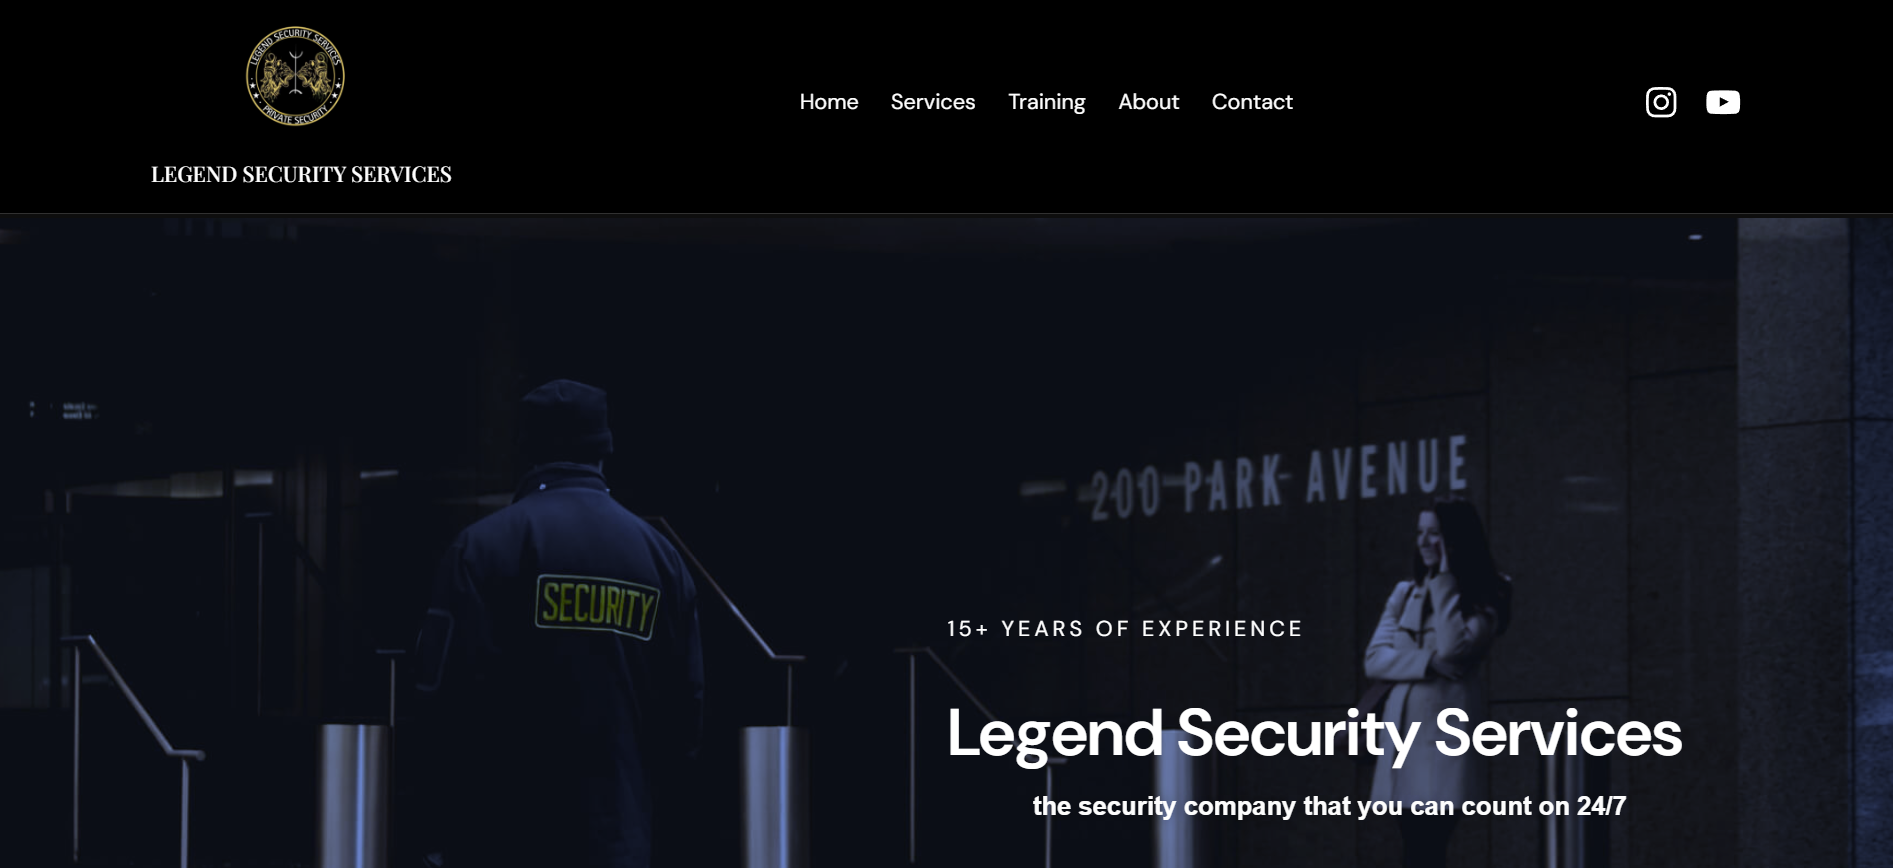 LEGEND SECURITY SERVICES
PRIVATE SECURITY
LEGEND SECURITY SERVICES
Home Services Training About Contact
200 PARK AVENUE
SECURITY
15+ YEARS OF EXPERIENCE
Legend Security Services
the security company that you can count on 24/7